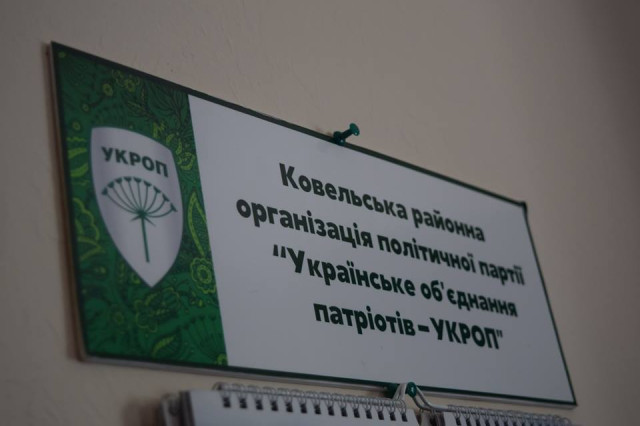 УКРОП
Ковельська районна
організація політичної партії
“Українське об'єднання
патріотів – УКРОП"